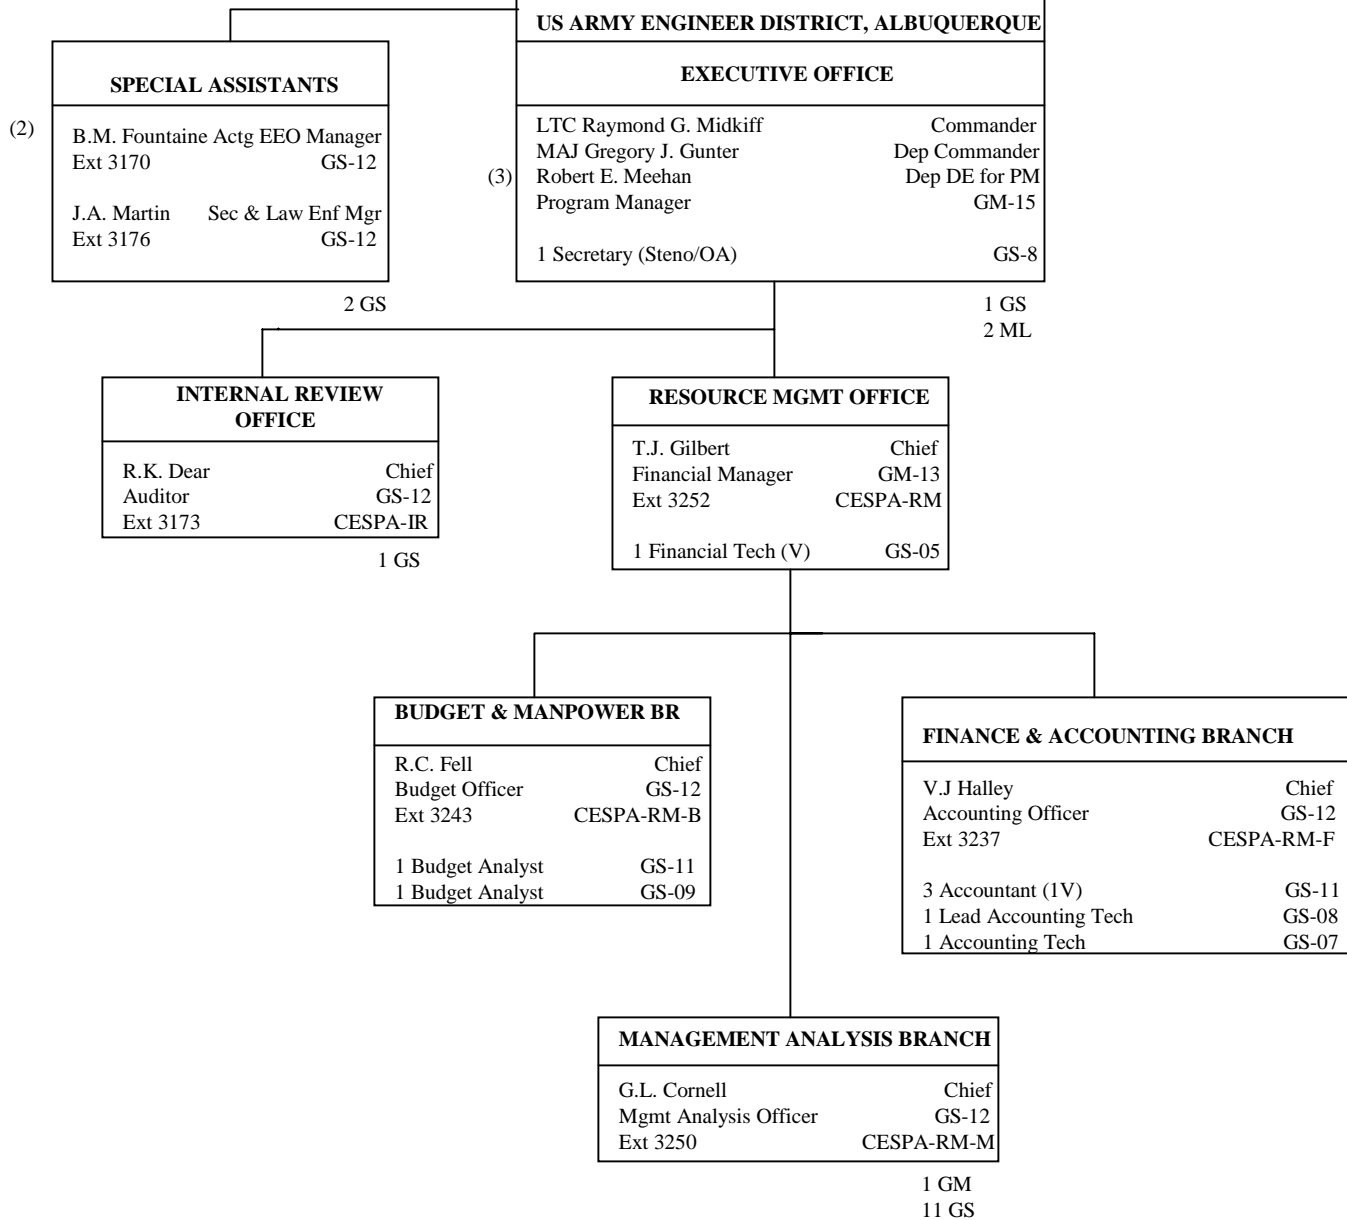 US ARMY ENGINEER DISTRICT, ALBUQUERQUE
EXECUTIVE OFFICE
LTC Raymond G. Midkiff Commander
MAJ Gregory J. Gunter Dep Commander
(3) Robert E. Meehan Dep DE for PM
Program Manager GM-15
1 Secretary (Steno/OA) GS-8
1 GS
2 ML
SPECIAL ASSISTANTS
(2)
B.M. Fountaine Actg EEO Manager
Ext 3170 GS-12
J.A. Martin Sec & Law Enf Mgr
Ext 3176 GS-12
2 GS
INTERNAL REVIEW
OFFICE
R.K. Dear Chief
Auditor GS-12
Ext 3173 CESPA-IR
1 GS
RESOURCE MGMT OFFICE
T.J. Gilbert Chief
Financial Manager GM-13
Ext 3252 CESPA-RM
1 Financial Tech (V) GS-05
BUDGET & MANPOWER BR
R.C. Fell Chief
Budget Officer GS-12
Ext 3243 CESPA-RM-B
1 Budget Analyst GS-11
1 Budget Analyst GS-09
FINANCE & ACCOUNTING BRANCH
V.J Halley Chief
Accounting Officer GS-12
Ext 3237 CESPA-RM-F
3 Accountant (1V) GS-11
1 Lead Accounting Tech GS-08
1 Accounting Tech GS-07
MANAGEMENT ANALYSIS BRANCH
G.L. Cornell Chief
Mgmt Analysis Officer GS-12
Ext 3250 CESPA-RM-M
1 GM
11 GS